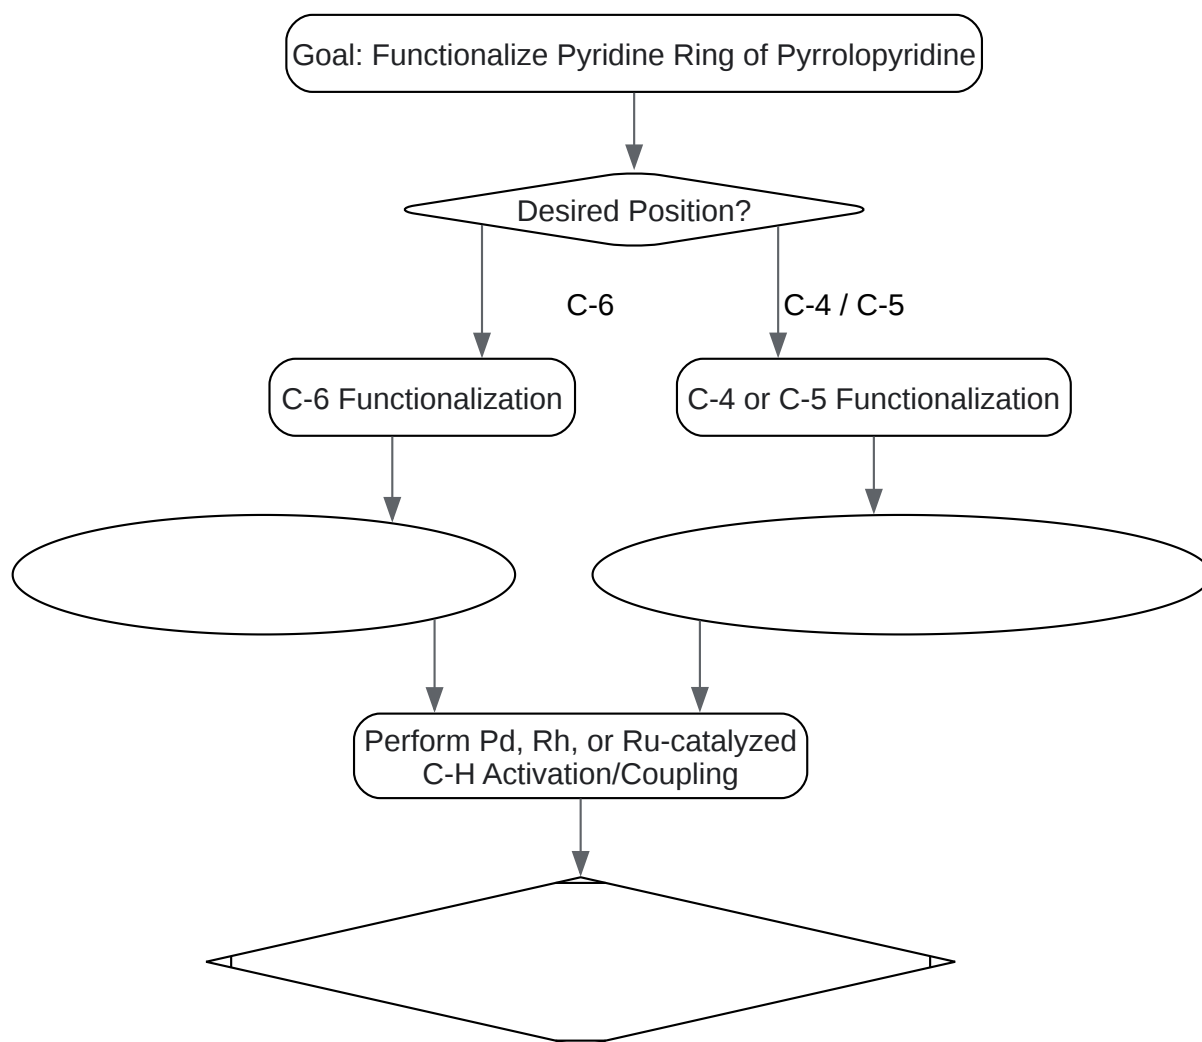 Goal: Functionalize Pyridine Ring of Pyrrolopyridine
Desired Position?
C-6
C-4 / C-5
C-6 Functionalization
C-4 or C-5 Functionalization
Perform Pd, Rh, or Ru-catalyzed
C-H Activation/Coupling